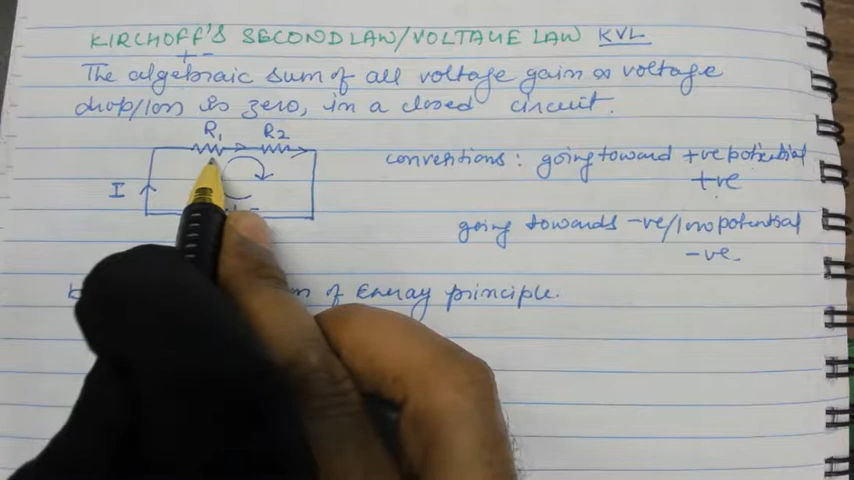 KIRCHOFF'S SECOND LAW/VOLTAGE LAW KVL
+ -
The algebraic sum of all voltage gain or voltage
drop/loss is zero, in a closed circuit.
R1 R2
I
conventions: going toward +ve potential
+ve
going towards -ve/low potential
-ve.
of Energy principle.